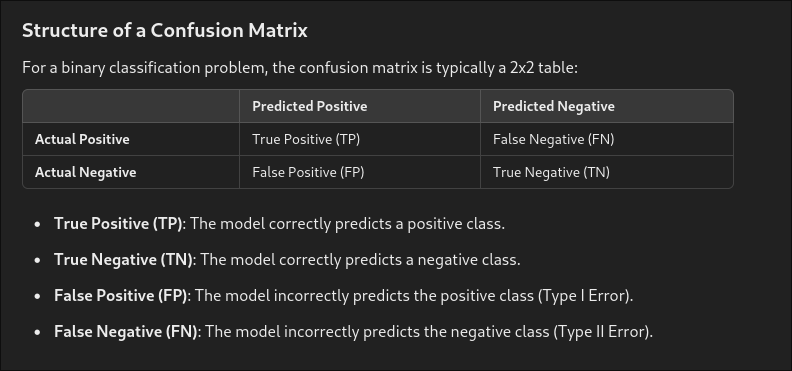 Structure of a Confusion Matrix
For a binary classification problem, the confusion matrix is typically a 2x2 table:
Predicted Positive Predicted Negative
Actual Positive True Positive (TP) False Negative (FN)
Actual Negative False Positive (FP) True Negative (TN)
• True Positive (TP): The model correctly predicts a positive class.
• True Negative (TN): The model correctly predicts a negative class.
• False Positive (FP): The model incorrectly predicts the positive class (Type I Error).
• False Negative (FN): The model incorrectly predicts the negative class (Type II Error).